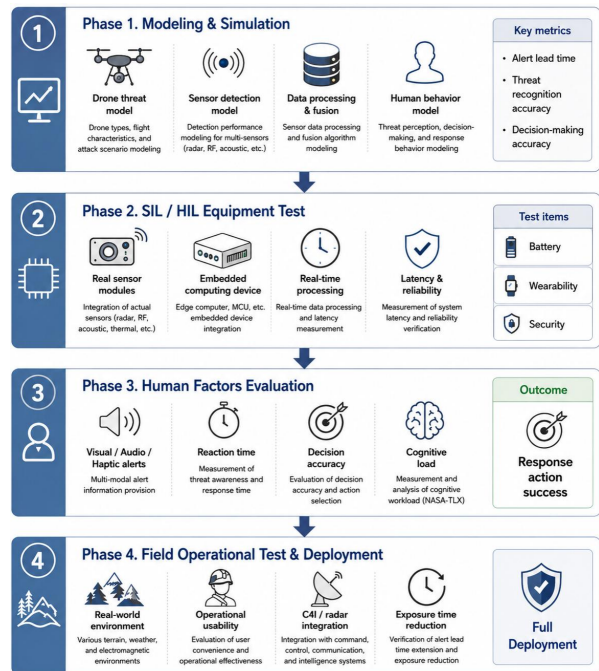 1
Phase 1. Modeling & Simulation
Drone threat
model
Drone types, flight
characteristics, and
attack scenario modeling
Sensor detection
model
Detection performance
modeling for multi-sensors
(radar, RF, acoustic, etc.)
Data processing
& fusion
Sensor data processing
and fusion algorithm
modeling
Human behavior
model
Threat perception, decision-
making, and response
behavior modeling
Key metrics
• Alert lead time
• Threat
recognition
accuracy
• Decision-making
accuracy
2
Phase 2. SIL / HIL Equipment Test
Real sensor
modules
Integration of actual
sensors (radar, RF,
acoustic, thermal, etc.)
Embedded
computing device
Edge computer, MCU, etc.
embedded device
integration
Real-time
processing
Real-time data processing
and latency
measurement
Latency &
reliability
Measurement of system
latency and reliability
verification
Test items
Battery
Wearability
Security
3
Phase 3. Human Factors Evaluation
Visual / Audio /
Haptic alerts
Multi-modal alert
information provision
Reaction time
Measurement of
threat awareness and
response time
Decision
accuracy
Evaluation of decision
accuracy and action
selection
Cognitive
load
Measurement and
analysis of cognitive
workload (NASA-TLX)
Outcome
Response
action
success
4
Phase 4. Field Operational Test & Deployment
Real-world
environment
Various terrain, weather,
and electromagnetic
environments
Operational
usability
Evaluation of user
convenience and
operational effectiveness
C4I / radar
integration
Integration with command,
control, communication,
and intelligence systems
Exposure time
reduction
Verification of alert lead
time extension and
exposure reduction
Full
Deployment